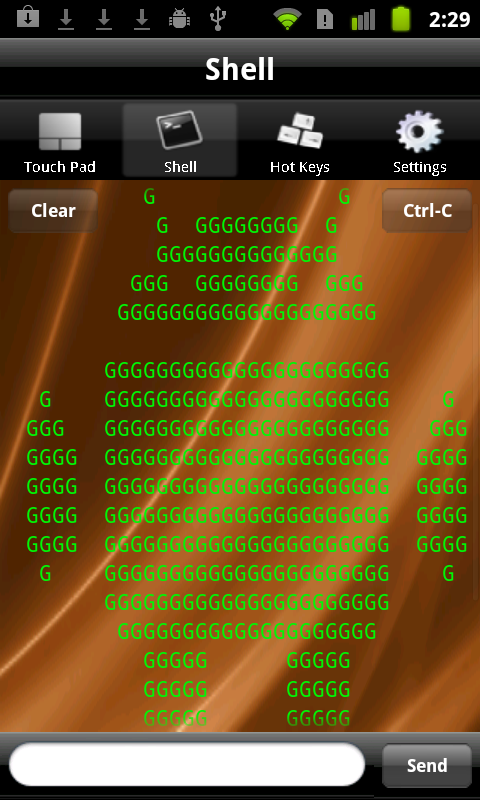 2:29
Shell
Touch Pad Shell Hot Keys Settings
Clear Ctrl-C
G              G
G  GGGGGGGG  G
GGGGGGGGGGGGGG
GGG  GGGGGGGG  GGG
GGGGGGGGGGGGGGGGGGGG
GGGGGGGGGGGGGGGGGGGGGG
G    GGGGGGGGGGGGGGGGGGGGGG    G
GGG   GGGGGGGGGGGGGGGGGGGGGG   GGG
GGGG  GGGGGGGGGGGGGGGGGGGGGG  GGGG
GGGG  GGGGGGGGGGGGGGGGGGGGGG  GGGG
GGGG  GGGGGGGGGGGGGGGGGGGGGG  GGGG
GGGG  GGGGGGGGGGGGGGGGGGGGGG  GGGG
G    GGGGGGGGGGGGGGGGGGGGGG    G
GGGGGGGGGGGGGGGGGGGGGG
GGGGGGGGGGGGGGGGGGGG
GGGGG      GGGGG
GGGGG      GGGGG
GGGGG      GGGGG
Send